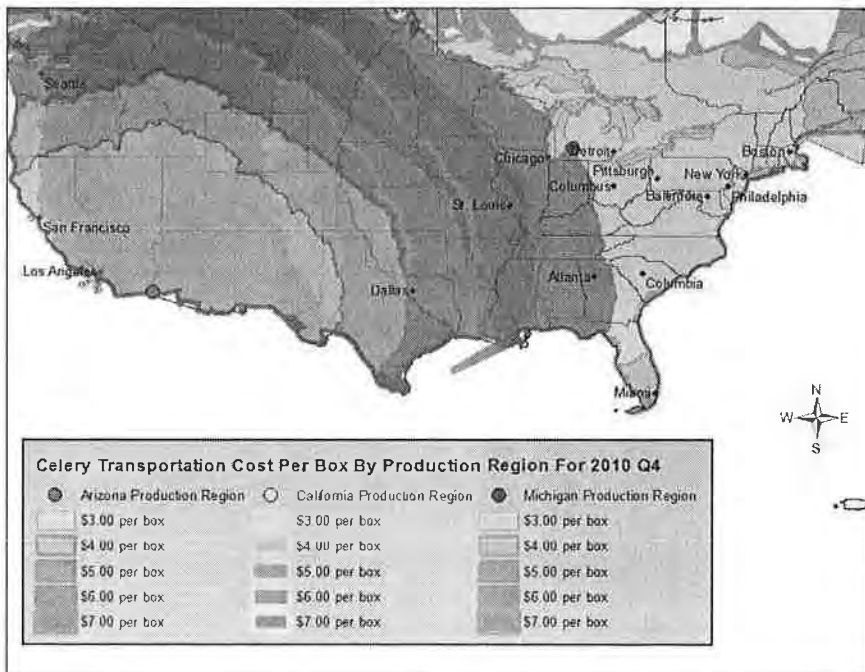 Seattle
Chicago
Detroit
Boston
Pittsburgh
New York
Columbus
Baltimore
Philadelphia
St. Louis
San Francisco
Los Angeles
Dallas
Atlanta
Columbia
Miami
N
W E
S
Celery Transportation Cost Per Box By Production Region For 2010 Q4
Arizona Production Region California Production Region Michigan Production Region
$3.00 per box $3.00 per box $3.00 per box
$4.00 per box $4.00 per box $4.00 per box
$5.00 per box $5.00 per box $5.00 per box
$6.00 per box $6.00 per box $6.00 per box
$7.00 per box $7.00 per box $7.00 per box